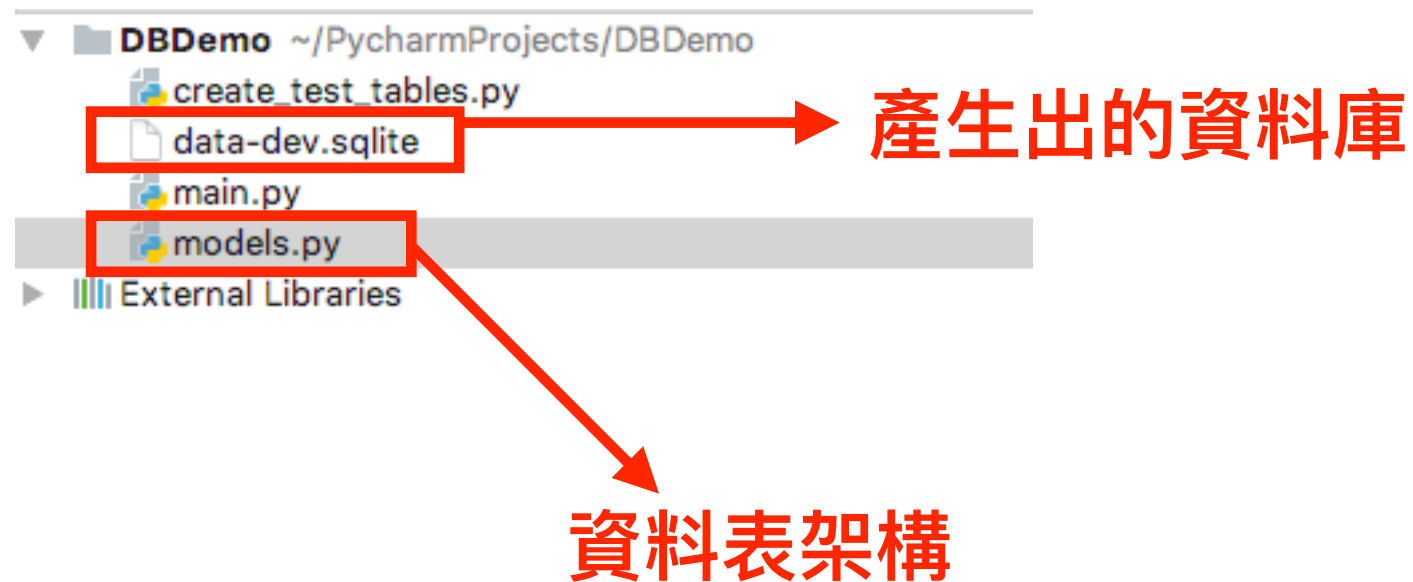 DBDemo ~/PycharmProjects/DBDemo
create_test_tables.py
data-dev.sqlite
產生出的資料庫
main.py
models.py
External Libraries
資料表架構